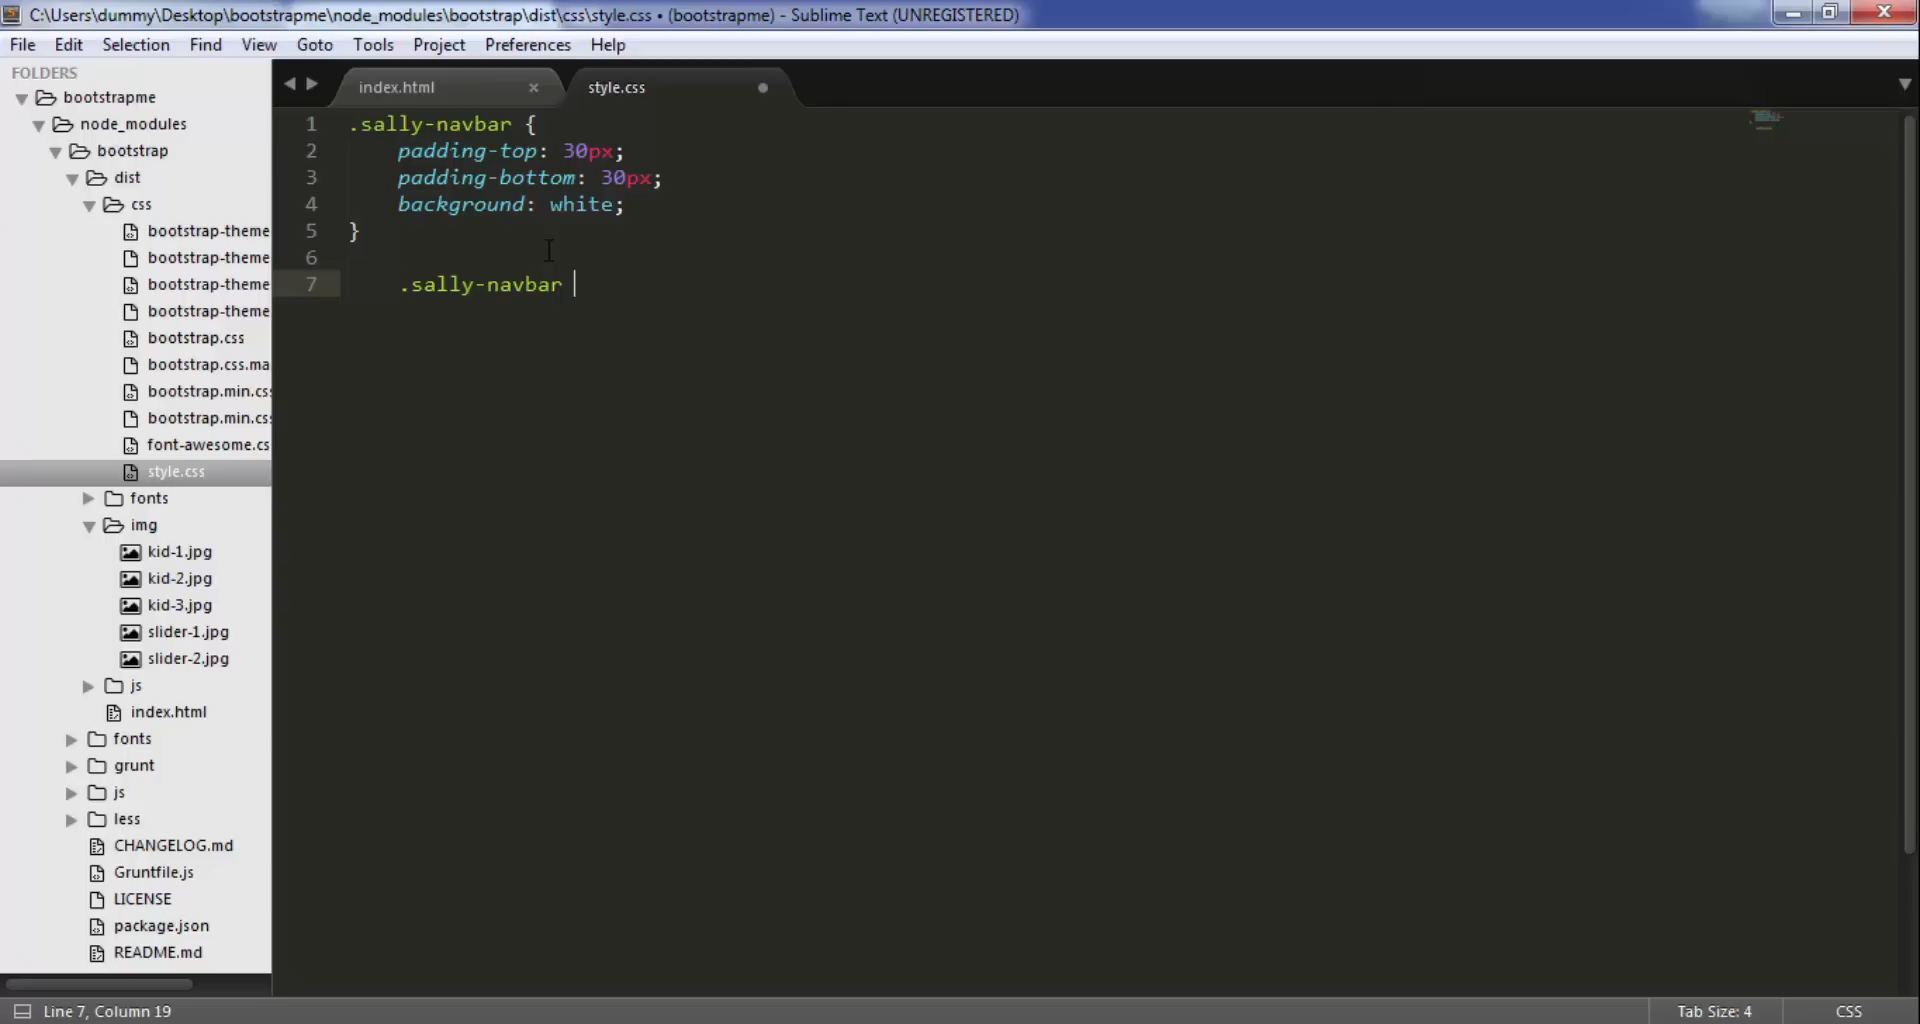 C:\Users\dummy\Desktop\bootstrapme\node_modules\bootstrap\dist\css\style.css • (bootstrapme) - Sublime Text (UNREGISTERED)
File Edit Selection Find View Goto Tools Project Preferences Help
FOLDERS
bootstrapme
node_modules
bootstrap
dist
css
bootstrap-theme
bootstrap-theme
bootstrap-theme
bootstrap-theme
bootstrap.css
bootstrap.css.ma
bootstrap.min.cs
bootstrap.min.cs
font-awesome.cs
style.css
fonts
img
kid-1.jpg
kid-2.jpg
kid-3.jpg
slider-1.jpg
slider-2.jpg
js
index.html
fonts
grunt
js
less
CHANGELOG.md
Gruntfile.js
LICENSE
package.json
README.md
index.html × style.css
1 .sally-navbar {
2 padding-top: 30px;
3 padding-bottom: 30px;
4 background: white;
5 }
6
7 .sally-navbar
Line 7, Column 19
Tab Size: 4
CSS